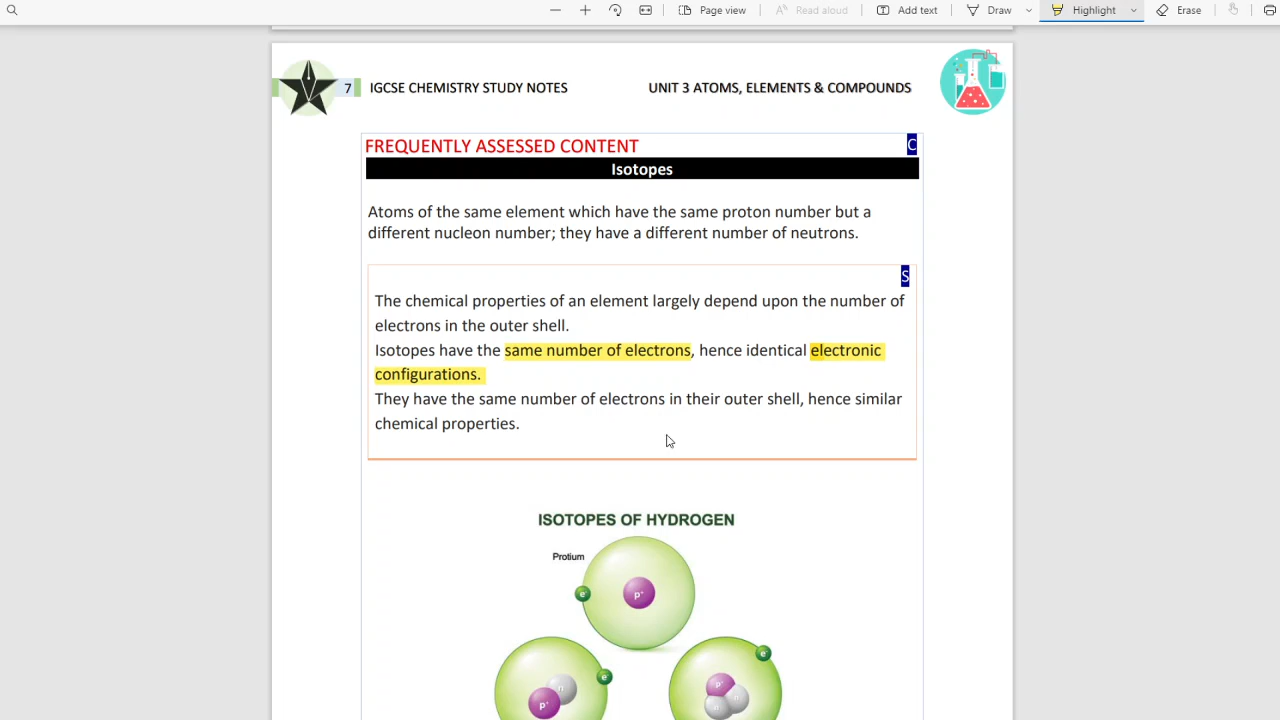 Page view
Read aloud
Add text
Draw
Highlight
Erase
7 IGCSE CHEMISTRY STUDY NOTES UNIT 3 ATOMS, ELEMENTS & COMPOUNDS
FREQUENTLY ASSESSED CONTENT C
Isotopes
Atoms of the same element which have the same proton number but a
different nucleon number; they have a different number of neutrons.
S
The chemical properties of an element largely depend upon the number of
electrons in the outer shell.
Isotopes have the same number of electrons, hence identical electronic
configurations.
They have the same number of electrons in their outer shell, hence similar
chemical properties.
ISOTOPES OF HYDROGEN
Protium
e⁻ p⁺
e⁻
e⁻
n
p⁺
p⁺
n
n